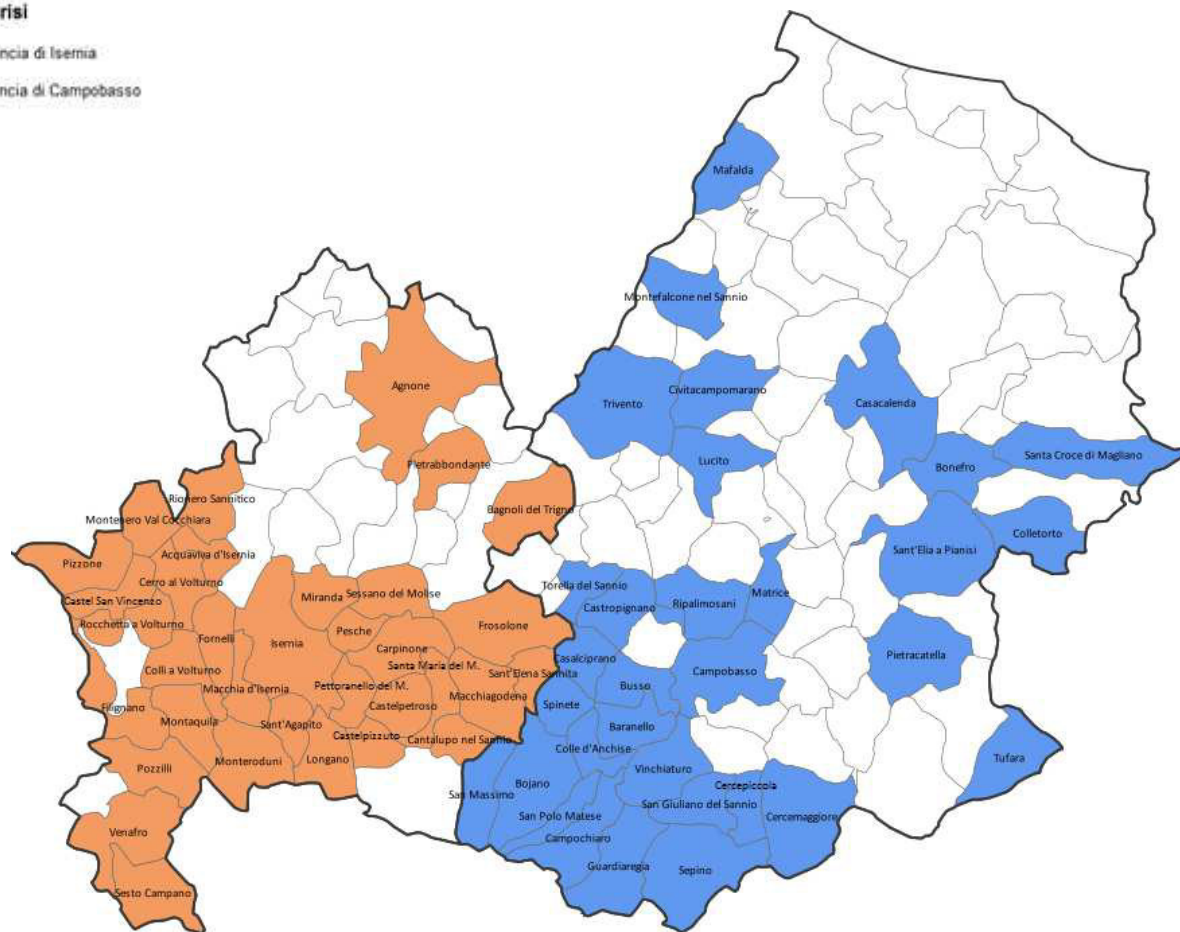 risi
ncia di Isernia
ncia di Campobasso
Mafalda
Montefalcone nel Sannio
Agnone
Trivento
Civitacampomarano
Casacalenda
Pietrabbondante
Lucito
Bonefro
Santa Croce di Magliano
Rionero Sannitico
Bagnoli del Trigno
Montenero Val Cocchiara
Colletorto
Acquaviva d'Isernia
Sant'Elia a Pianisi
Pizzone
Cerro al Volturno
Torella del Sannio
Miranda
Sessano del Molise
Matrice
Castel San Vincenzo
Castropignano
Ripalimosani
Rocchetta a Volturno
Frosolone
Fornelli
Pesche
Isernia
Carpinone
Pietracatella
Casalciprano
Santa Maria del M.
Colli a Volturno
Sant'Elena Sannita
Campobasso
Pettoranello del M.
Busso
Macchia d'Isernia
Macchiagodena
Filignano
Castelpetroso
Spinete
Montaquila
Sant'Agapito
Baranello
Castelpizzuto
Cantalupo nel Sannio
Colle d'Anchise
Tufara
Monteroduni
Longano
Pozzilli
Vinchiaturo
Bojano
Cercepiccola
San Massimo
San Giuliano del Sannio
San Polo Matese
Cercemaggiore
Venafro
Campochiaro
Guardiaregia
Sepino
Sesto Campano